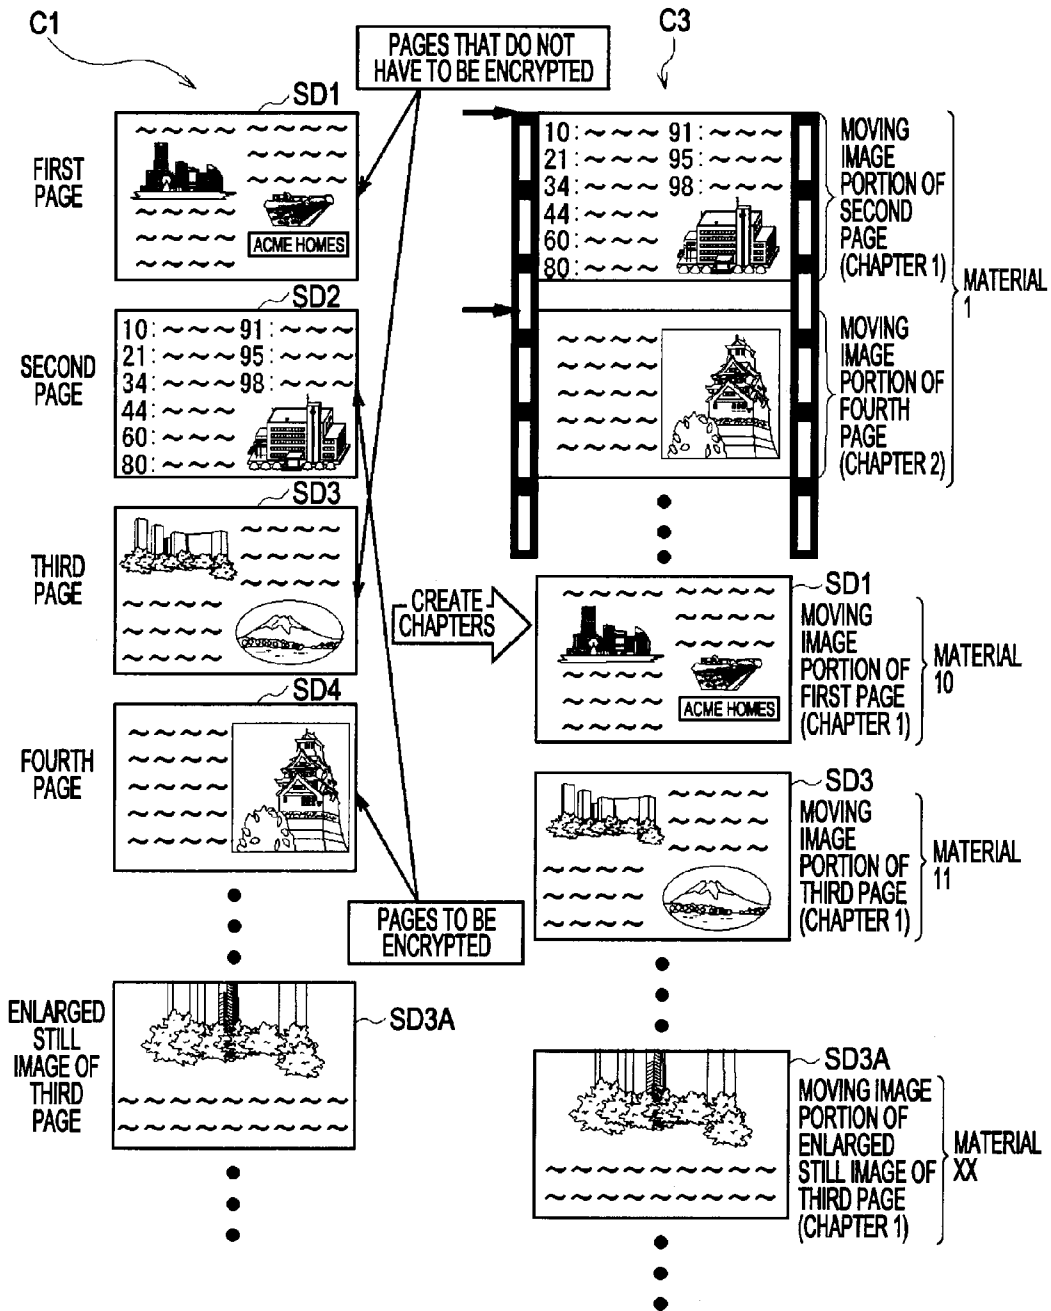 C1
PAGES THAT DO NOT
HAVE TO BE ENCRYPTED
C3
SD1
FIRST
PAGE
ACME HOMES
SD2
SECOND
PAGE
10: 91:
21: 95:
34: 98:
44:
60:
80:
SD3
THIRD
PAGE
SD4
FOURTH
PAGE
PAGES TO BE
ENCRYPTED
ENLARGED
STILL
IMAGE OF
THIRD
PAGE
SD3A
CREATE
CHAPTERS
10: 91:
21: 95:
34: 98:
44:
60:
80:
MOVING
IMAGE
PORTION OF
SECOND
PAGE
(CHAPTER 1)
MOVING
IMAGE
PORTION OF
FOURTH
PAGE
(CHAPTER 2)
MATERIAL
1
SD1
ACME HOMES
MOVING
IMAGE
PORTION OF
FIRST PAGE
(CHAPTER 1)
MATERIAL
10
SD3
MOVING
IMAGE
PORTION OF
THIRD PAGE
(CHAPTER 1)
MATERIAL
11
SD3A
MOVING IMAGE
PORTION OF
ENLARGED
STILL IMAGE OF
THIRD PAGE
(CHAPTER 1)
MATERIAL
XX